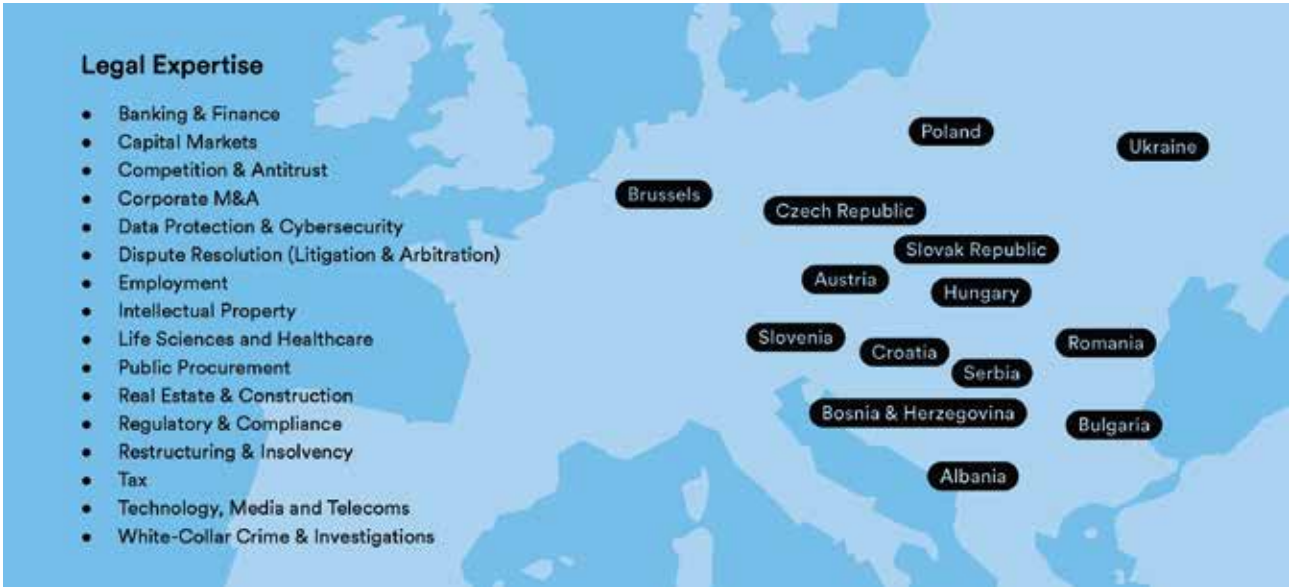 Legal Expertise
• Banking & Finance
• Capital Markets
• Competition & Antitrust
• Corporate M&A
• Data Protection & Cybersecurity
• Dispute Resolution (Litigation & Arbitration)
• Employment
• Intellectual Property
• Life Sciences and Healthcare
• Public Procurement
• Real Estate & Construction
• Regulatory & Compliance
• Restructuring & Insolvency
• Tax
• Technology, Media and Telecoms
• White-Collar Crime & Investigations
Poland
Ukraine
Brussels
Czech Republic
Slovak Republic
Austria
Hungary
Slovenia
Croatia
Romania
Serbia
Bosnia & Herzegovina
Bulgaria
Albania